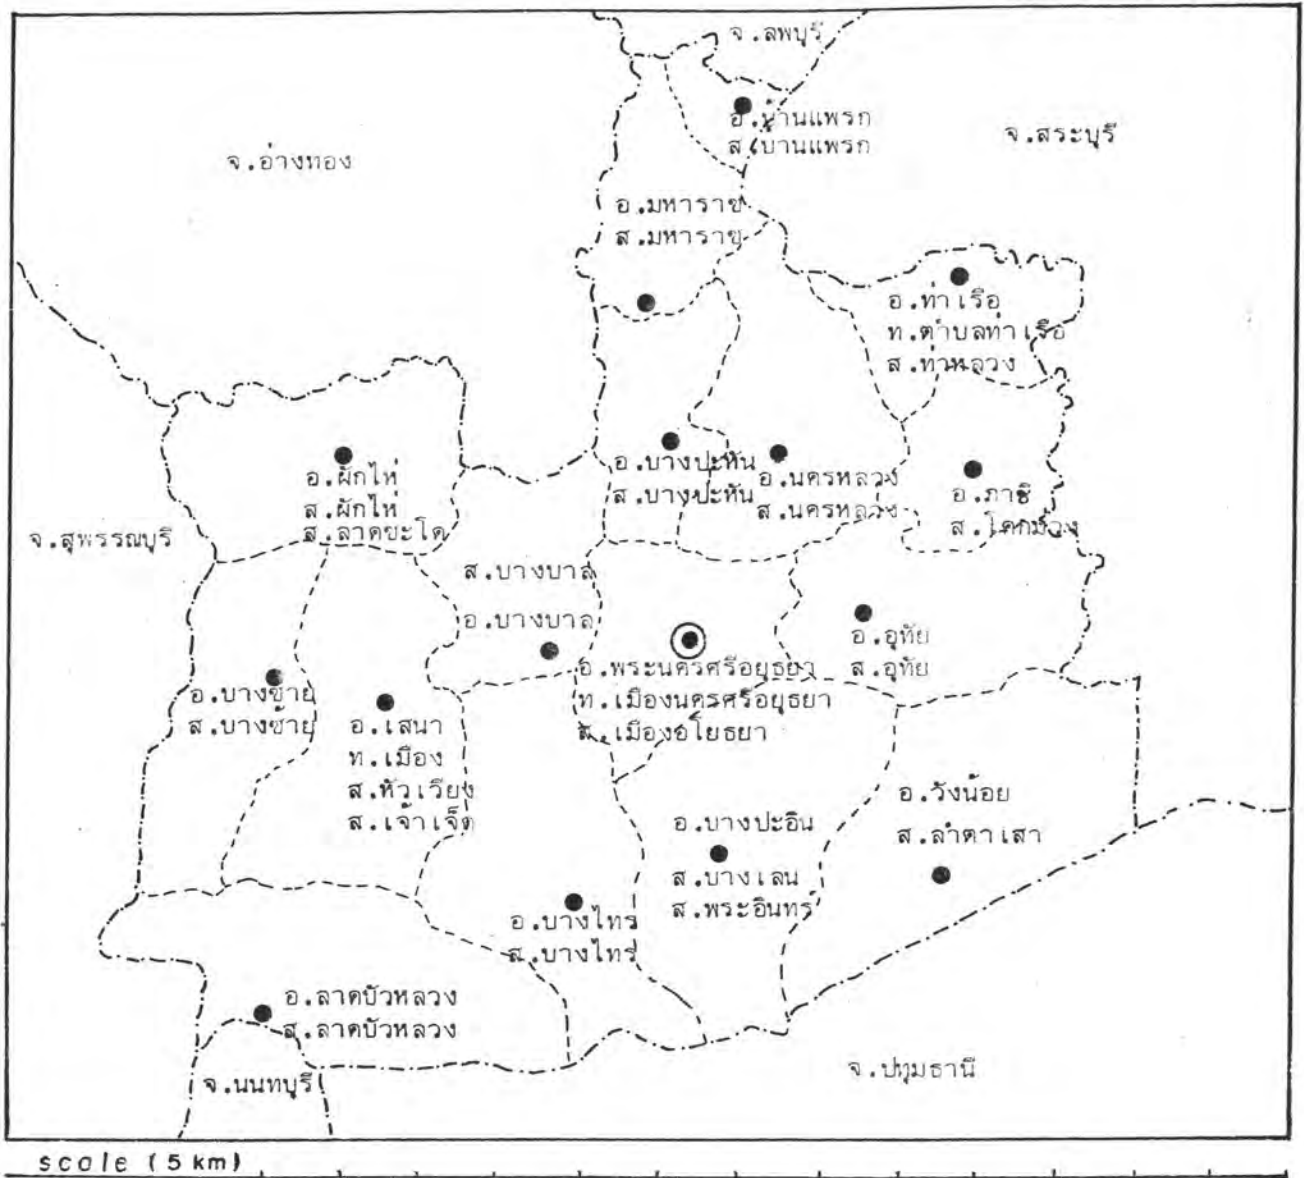 จ.ลพบุรี
อ.บ้านแพรก
ส.บ้านแพรก
จ.สระบุรี
จ.อ่างทอง
อ.มหาราช
ส.มหาราช
อ.ท่าเรือ
ท.ตำบลท่าเรือ
ส.ท่าหลวง
อ.ผักไห่
ส.ผักไห่
ส.ลาดชะโด
อ.บางปะหัน
ส.บางปะหัน
อ.นครหลวง
ส.นครหลวง
อ.ภาชี
ส.โคกม่วง
จ.สุพรรณบุรี
ส.บางบาล
อ.บางบาล
อ.อุทัย
ส.อุทัย
อ.พระนครศรีอยุธยา
ท.เมืองนครศรีอยุธยา
ส.เมืองอโยธยา
อ.บางซ้าย
ส.บางซ้าย
อ.เสนา
ท.เมือง
ส.หัวเวียง
ส.เจ้าเจ็ด
อ.วังน้อย
ส.ลำตาเสา
อ.บางปะอิน
ส.บางเลน
ส.พระอินทร์
อ.บางไทร
ส.บางไทร
อ.ลาดบัวหลวง
ส.ลาดบัวหลวง
จ.นนทบุรี
จ.ปทุมธานี
scale (5 km)